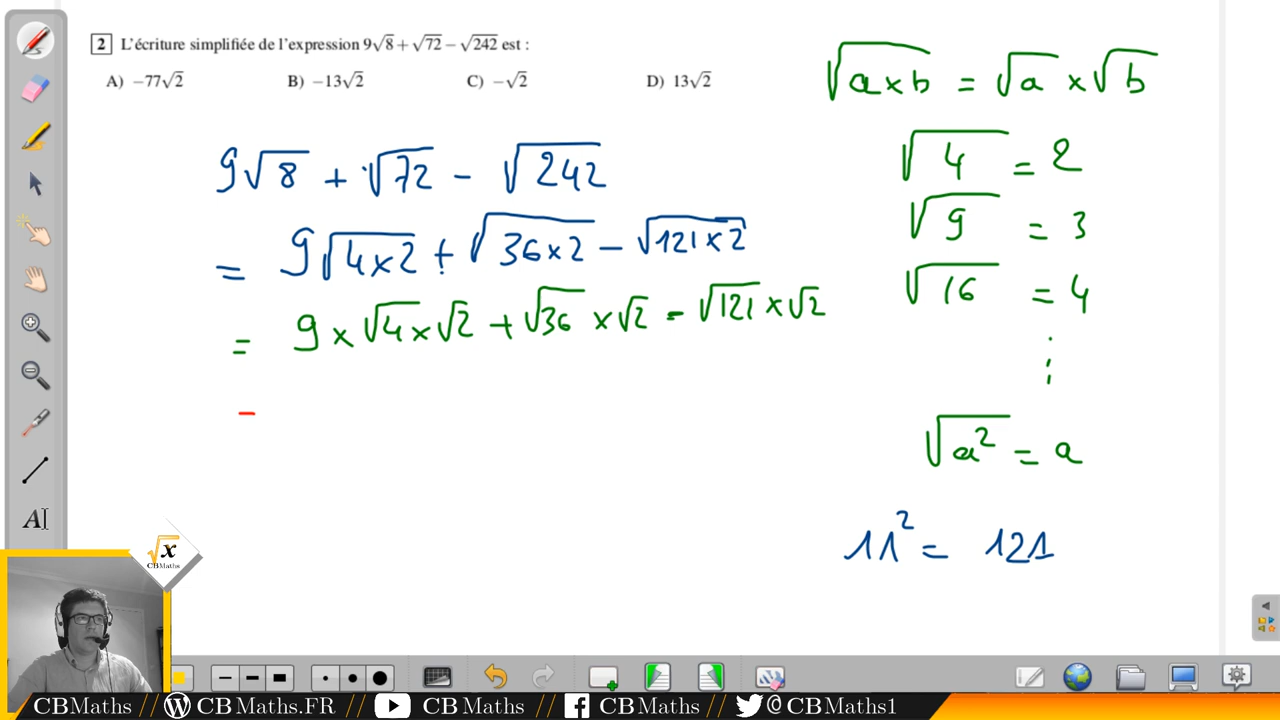 2 L'écriture simplifiée de l'expression 9√8 + √72 − √242 est :
A) −77√2 B) −13√2 C) −√2 D) 13√2
√a×b = √a × √b
9√8 + √72 − √242
√4 = 2
= 9√4×2 + √36×2 − √121×2
√9 = 3
= 9 × √4 × √2 + √36 × √2 − √121 × √2
√16 = 4
⋮
−
√a² = a
11² = 121
AI
√x
CBMaths
CBMaths CBMaths.FR CBMaths CBMaths @CBMaths1